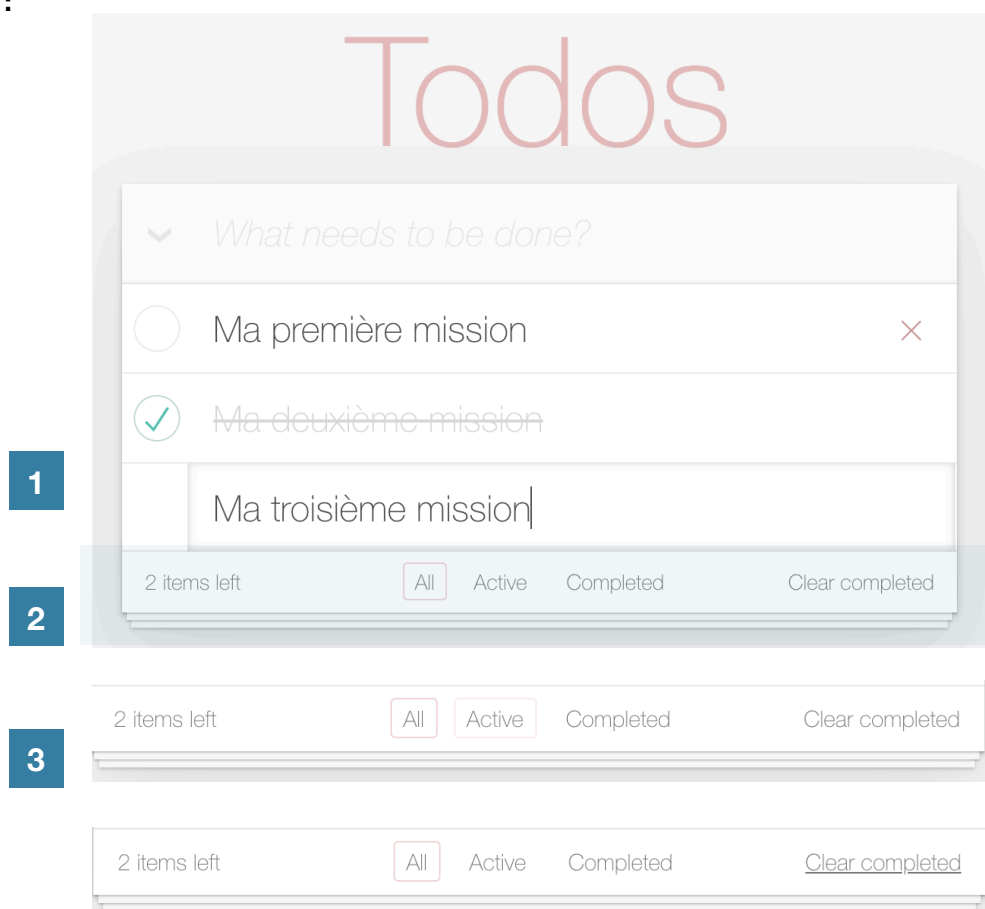 :
Todos
What needs to be done?
Ma première mission
Ma deuxième mission
1
Ma troisième mission
2 items left All Active Completed Clear completed
2
2 items left All Active Completed Clear completed
3
2 items left All Active Completed Clear completed